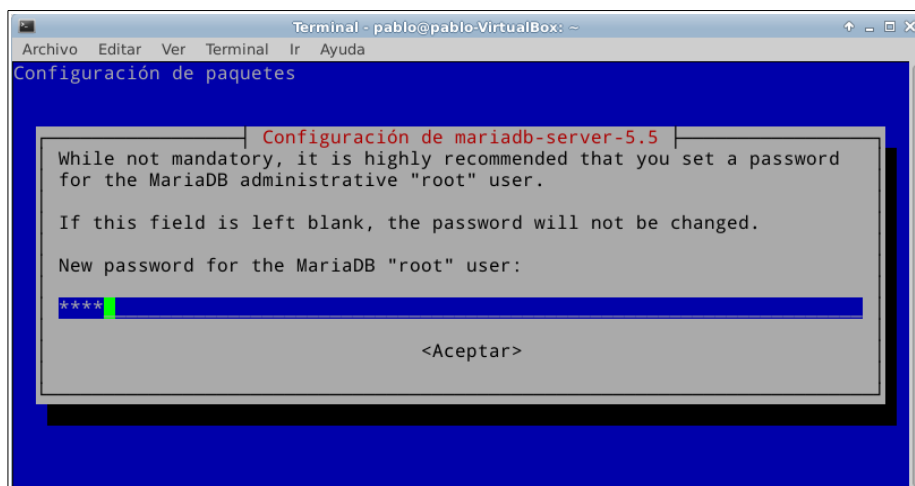 Terminal - pablo@pablo-VirtualBox: ~
Archivo Editar Ver Terminal Ir Ayuda
Configuración de paquetes
Configuración de mariadb-server-5.5
While not mandatory, it is highly recommended that you set a password
for the MariaDB administrative "root" user.
If this field is left blank, the password will not be changed.
New password for the MariaDB "root" user:
****
<Aceptar>